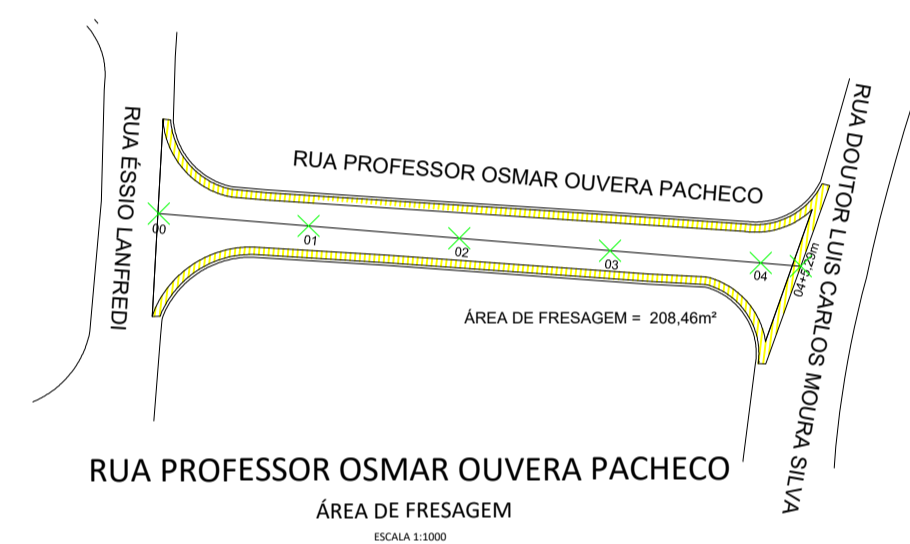 RUA ÉSSIO LANFREDI
RUA PROFESSOR OSMAR OUVERA PACHECO
RUA DOUTOR LUIS CARLOS MOURA SILVA
00
01
02
03
04
04+5.29m
ÁREA DE FRESAGEM = 208,46m²
RUA PROFESSOR OSMAR OUVERA PACHECO
ÁREA DE FRESAGEM
ESCALA 1:1000